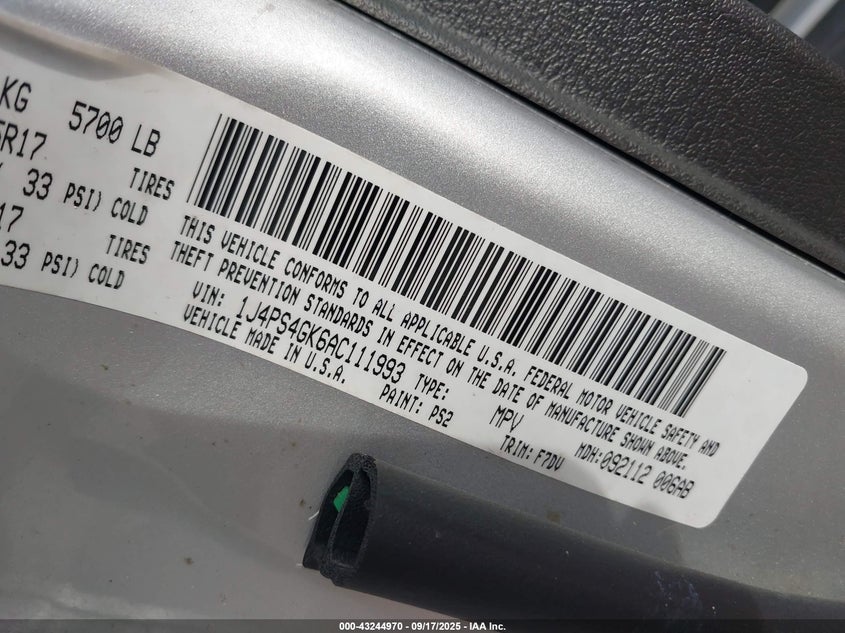 KG 5700 LB
5R17 TIRES
33 PSI) COLD
17 TIRES
33 PSI) COLD
THIS VEHICLE CONFORMS TO ALL APPLICABLE U.S.A. FEDERAL MOTOR VEHICLE SAFETY AND
THEFT PREVENTION STANDARDS IN EFFECT ON THE DATE OF MANUFACTURE SHOWN ABOVE.
VIN: 1J4PS4GK6AC111993 TYPE: MPV MDH:092112 006AB
VEHICLE MADE IN U.S.A. PAINT: PS2 TRIM: F7DV
000-43244970 - 09/17/2025 - IAA Inc.